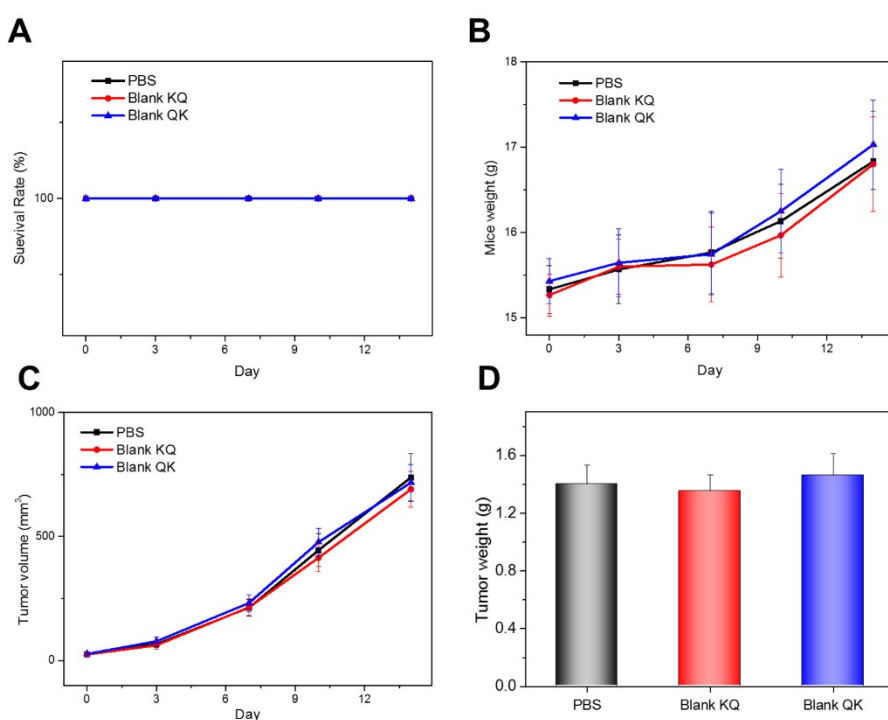 A
PBS
Blank KQ
Blank QK
Suevival Rate (%)
100
0 3 6 9 12
Day
B
PBS
Blank KQ
Blank QK
Mice weight (g)
18
17
16
15
0 3 6 9 12
Day
C
PBS
Blank KQ
Blank QK
Tumor volume (mm³)
1000
500
0
0 3 6 9 12
Day
D
Tumor weight (g)
1.6
1.2
0.8
0.4
0.0
PBS Blank KQ Blank QK